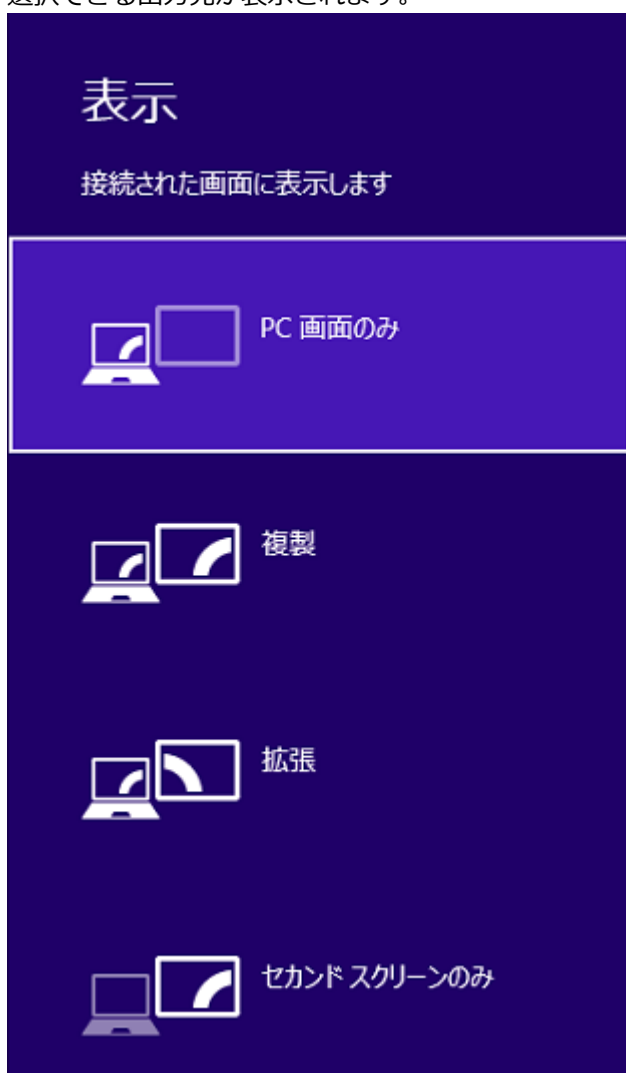 選択できる出力先が表示されます。
表示
接続された画面に表示します
PC 画面のみ
複製
拡張
セカンド スクリーンのみ